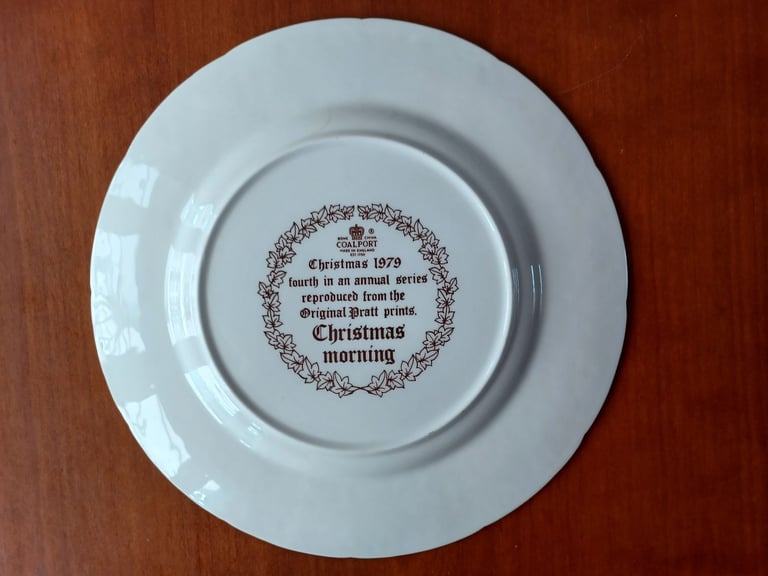 BONE CHINA ®
COALPORT
MADE IN ENGLAND
EST. 1750
Christmas 1979
fourth in an annual series
reproduced from the
Original Pratt prints.
Christmas
morning